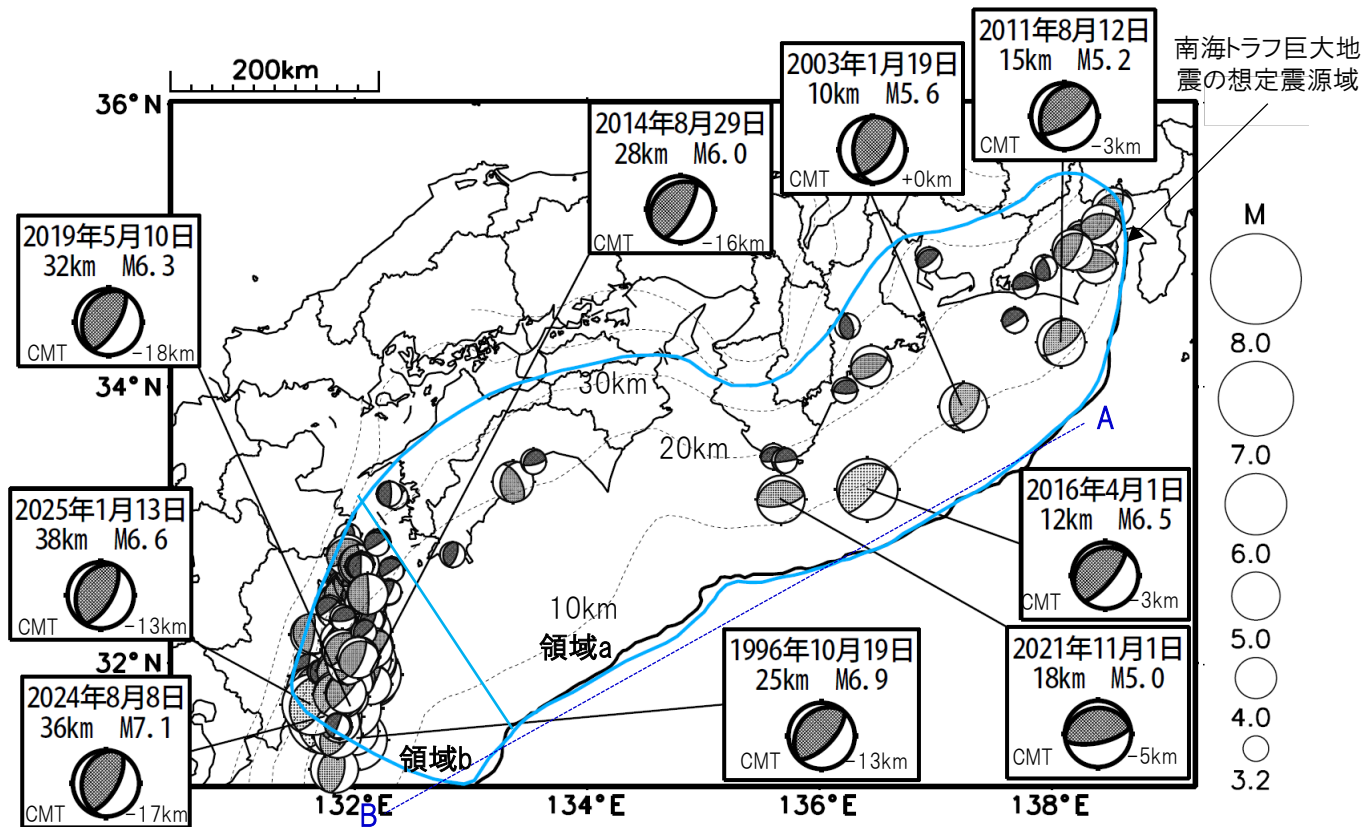 200km
36°N
34°N
32°N
132°E
134°E
136°E
138°E
2011年8月12日
15km M5.2
CMT
-3km
南海トラフ巨大地
震の想定震源域
2003年1月19日
10km M5.6
CMT
+0km
2014年8月29日
28km M6.0
CMT
-16km
2019年5月10日
32km M6.3
CMT
-18km
2025年1月13日
38km M6.6
CMT
-13km
2024年8月8日
36km M7.1
CMT
-17km
1996年10月19日
25km M6.9
CMT
-13km
2016年4月1日
12km M6.5
CMT
-3km
2021年11月1日
18km M5.0
CMT
-5km
30km
20km
10km
領域a
領域b
A
B
M
8.0
7.0
6.0
5.0
4.0
3.2